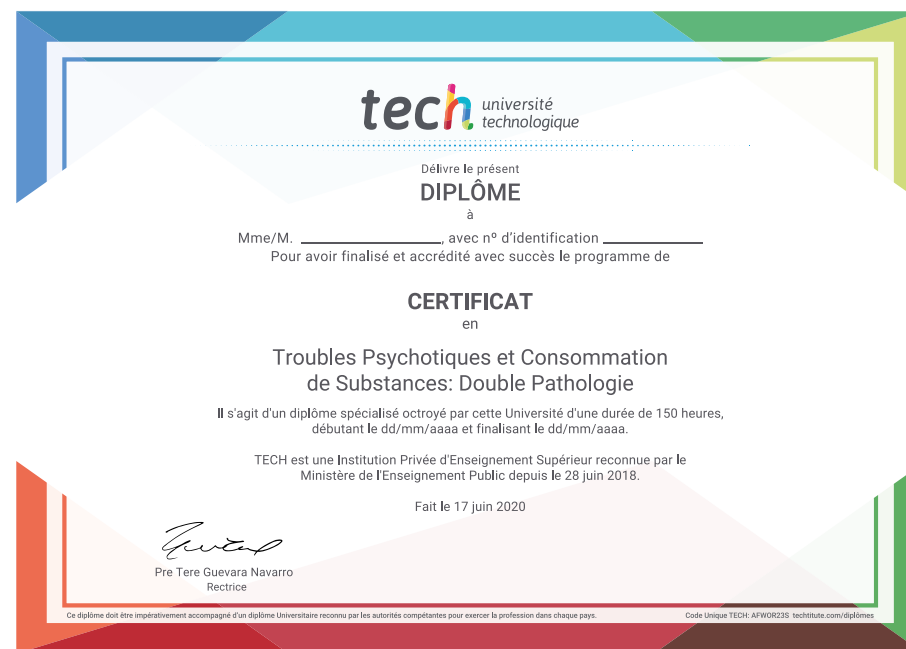 tech université
technologique
Délivre le présent
DIPLÔME
à
Mme/M. ____________________, avec nº d'identification ______________
Pour avoir finalisé et accrédité avec succès le programme de
CERTIFICAT
en
Troubles Psychotiques et Consommation
de Substances: Double Pathologie
Il s'agit d'un diplôme spécialisé octroyé par cette Université d'une durée de 150 heures,
débutant le dd/mm/aaaa et finalisant le dd/mm/aaaa.
TECH est une Institution Privée d'Enseignement Supérieur reconnue par le
Ministère de l'Enseignement Public depuis le 28 juin 2018.
Fait le 17 juin 2020
Pre Tere Guevara Navarro
Rectrice
Ce diplôme doit être impérativement accompagné d'un diplôme Universitaire reconnu par les autorités compétantes pour exercer la profession dans chaque pays.
Code Unique TECH: AFWOR23S techtitute.com/diplômes